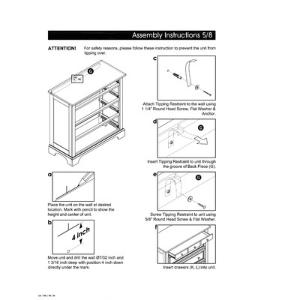 Assembly Instructions 5/8
ATTENTION!
For safety reasons, please follow these instruction to prevent the unit from
tipping over.
G
a
Place the unit on the wall at desired
location. Mark with pencil to show the
height and center of unit.
b
4 inch
Move unit and drill the wall Ø1/32 inch and
1 3/16 inch deep with position 4 inch down
directly under the mark.
c
Attach Tipping Restraint to the wall using
1 1/4" Round Head Screw, Flat Washer &
Anchor.
d
G
Insert Tipping Restraint to unit through
the groove of Back Piece (G).
e
Screw Tipping Restraint to unit using
5/8" Round Head Screw & Flat Washer.
f
Insert drawers (K, L) into unit.